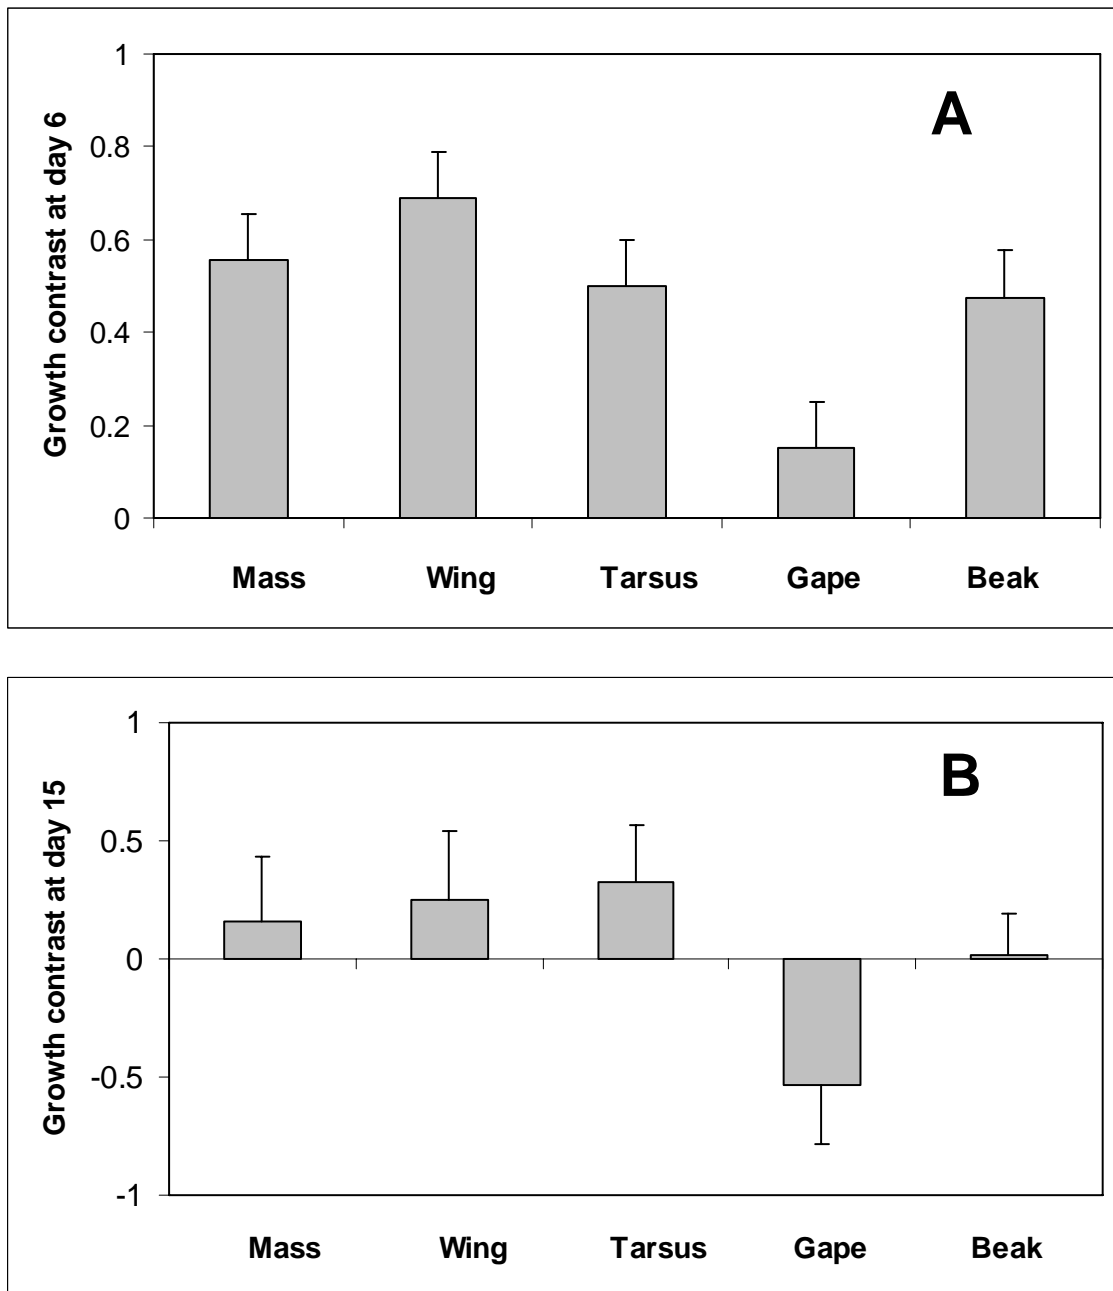 A
Growth contrast at day 6
1
0.8
0.6
0.4
0.2
0
Mass Wing Tarsus Gape Beak
B
Growth contrast at day 15
1
0.5
0
-0.5
-1
Mass Wing Tarsus Gape Beak